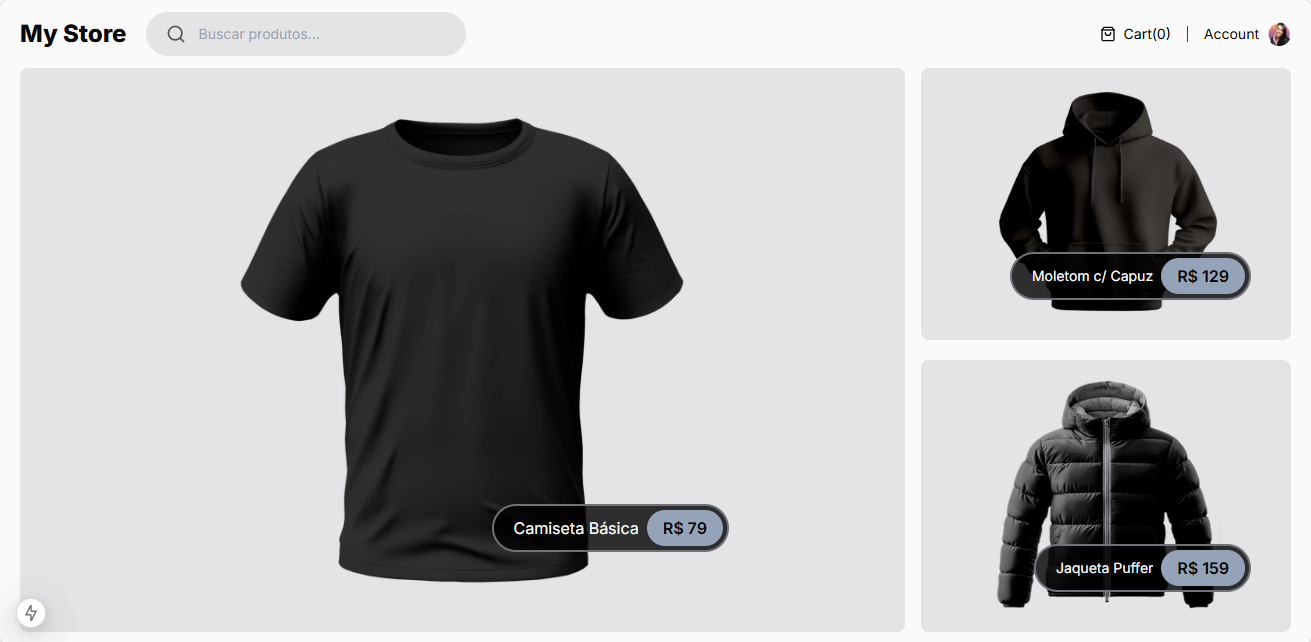 My Store
Buscar produtos...
Cart(0)
Account
Camiseta Básica R$ 79
Moletom c/ Capuz R$ 129
Jaqueta Puffer R$ 159